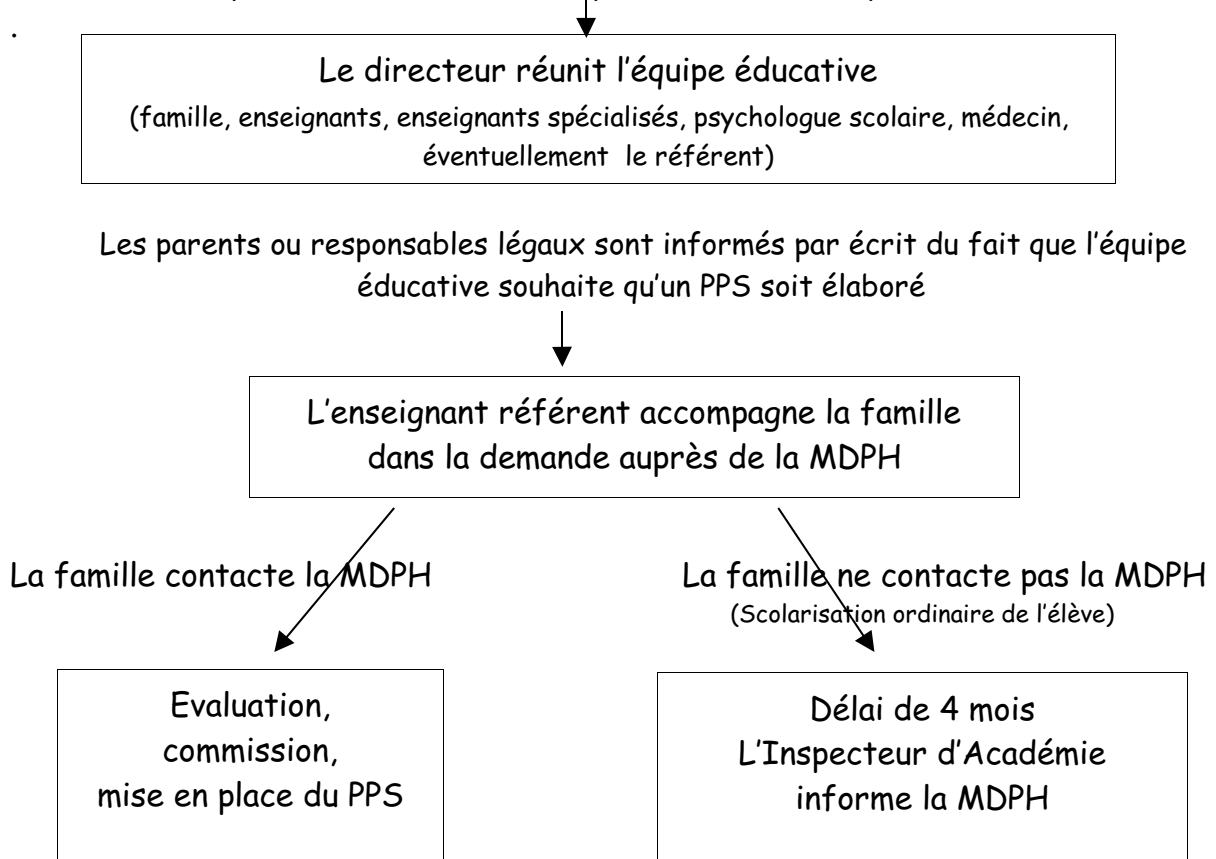 .
Le directeur réunit l'équipe éducative
(famille, enseignants, enseignants spécialisés, psychologue scolaire, médecin,
éventuellement le référent)
Les parents ou responsables légaux sont informés par écrit du fait que l'équipe
éducative souhaite qu'un PPS soit élaboré
L'enseignant référent accompagne la famille
dans la demande auprès de la MDPH
La famille contacte la MDPH
La famille ne contacte pas la MDPH
(Scolarisation ordinaire de l'élève)
Evaluation,
commission,
mise en place du PPS
Délai de 4 mois
L'Inspecteur d'Académie
informe la MDPH